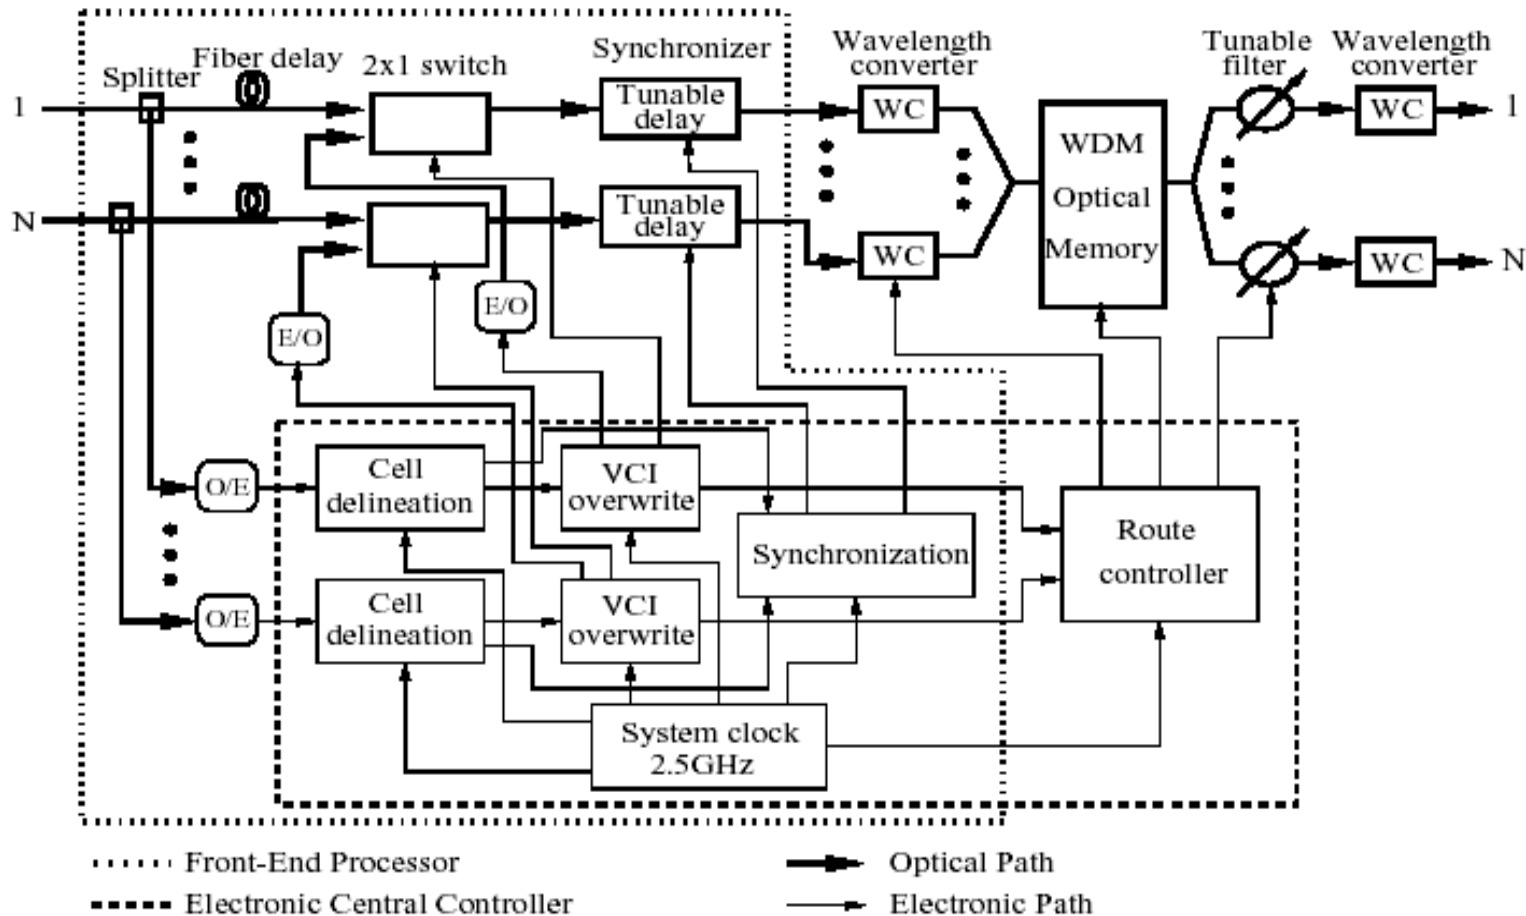 Splitter
Fiber delay
2x1 switch
Synchronizer
Wavelength
converter
Tunable
filter
Wavelength
converter
1
Tunable
delay
WC
WDM
Optical
Memory
WC
1
N
Tunable
delay
WC
WC
N
E/O
E/O
O/E
Cell
delineation
VCI
overwrite
Synchronization
Route
controller
O/E
Cell
delineation
VCI
overwrite
System clock
2.5GHz
Front-End Processor
Optical Path
Electronic Central Controller
Electronic Path